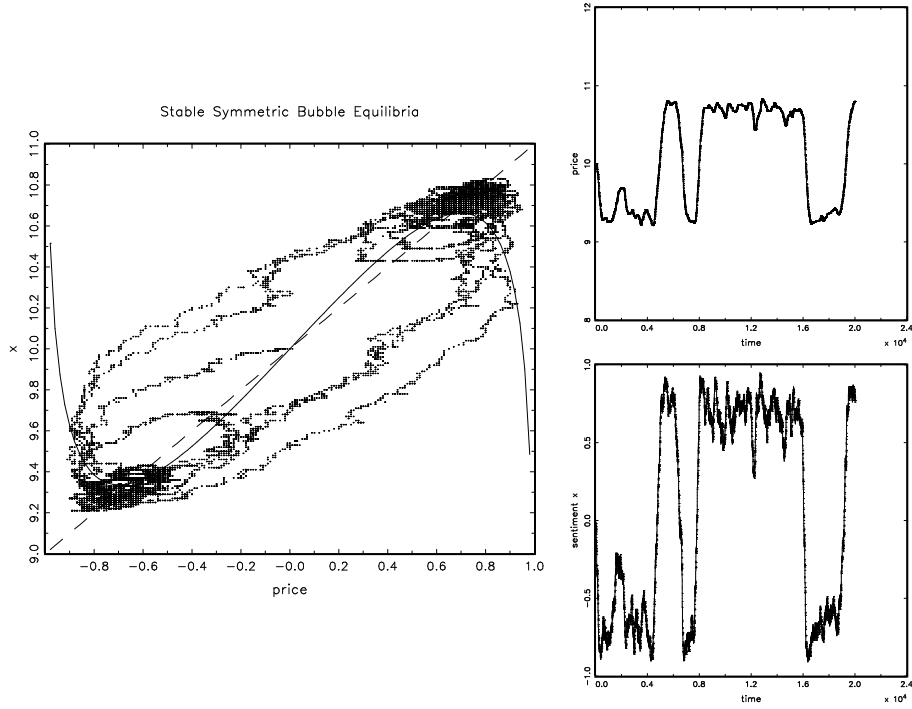 Stable Symmetric Bubble Equilibria
x
11.0
10.8
10.6
10.4
10.2
10.0
9.8
9.6
9.4
9.2
9.0
−0.8 −0.6 −0.4 −0.2 0.0 0.2 0.4 0.6 0.8 1.0
price
price
12
11
10
9
8
0.0 0.4 0.8 1.2 1.6 2.0 2.4
time x 10⁴
sentiment x
1.0
0.5
0.0
−0.5
−1.0
0.0 0.4 0.8 1.2 1.6 2.0 2.4
time x 10⁴